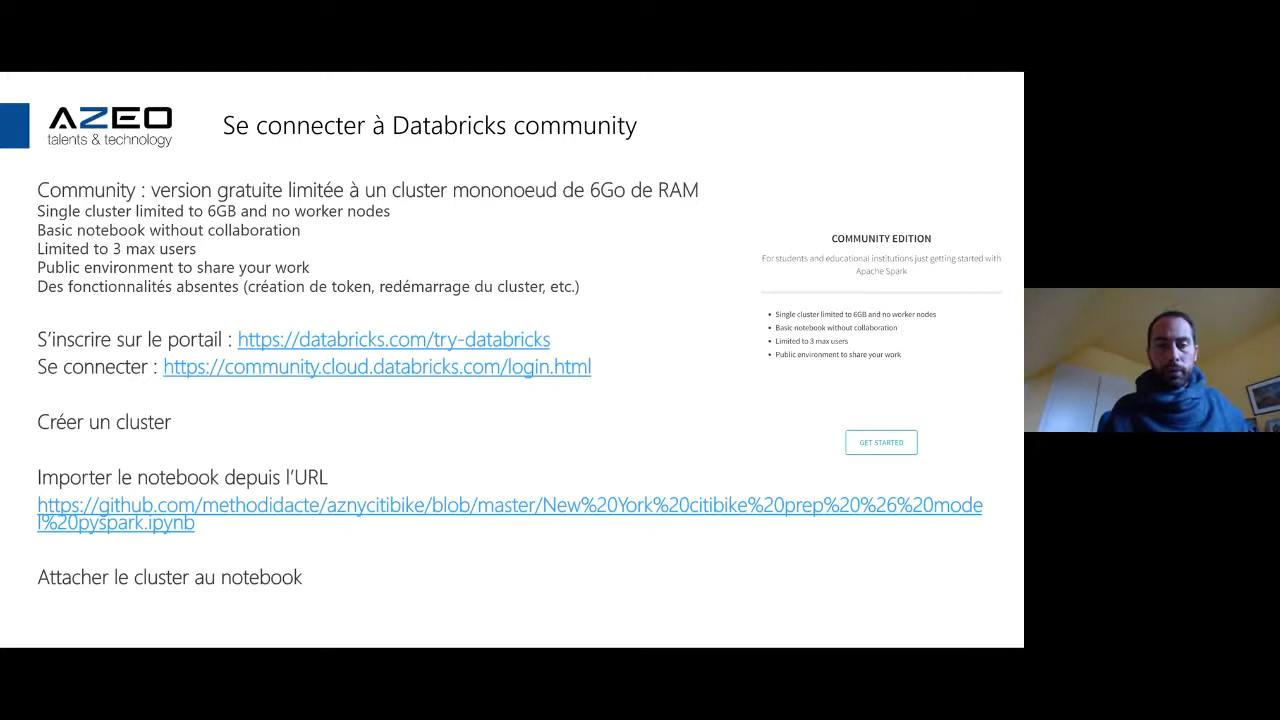 AZEO
talents & technology
Se connecter à Databricks community
Community : version gratuite limitée à un cluster mononoeud de 6Go de RAM
Single cluster limited to 6GB and no worker nodes
Basic notebook without collaboration
Limited to 3 max users
Public environment to share your work
Des fonctionnalités absentes (création de token, redémarrage du cluster, etc.)
S'inscrire sur le portail : https://databricks.com/try-databricks
Se connecter : https://community.cloud.databricks.com/login.html
Créer un cluster
Importer le notebook depuis l'URL
https://github.com/methodidacte/aznycitibike/blob/master/New%20York%20citibike%20prep%20%26%20mode
l%20pyspark.ipynb
Attacher le cluster au notebook
COMMUNITY EDITION
For students and educational institutions just getting started with
Apache Spark
• Single cluster limited to 6GB and no worker nodes
• Basic notebook without collaboration
• Limited to 3 max users
• Public environment to share your work
GET STARTED